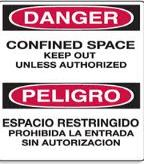 DANGER
CONFINED SPACE
KEEP OUT
UNLESS AUTHORIZED
PELIGRO
ESPACIO RESTRINGIDO
PROHIBIDA LA ENTRADA
SIN AUTORIZACION